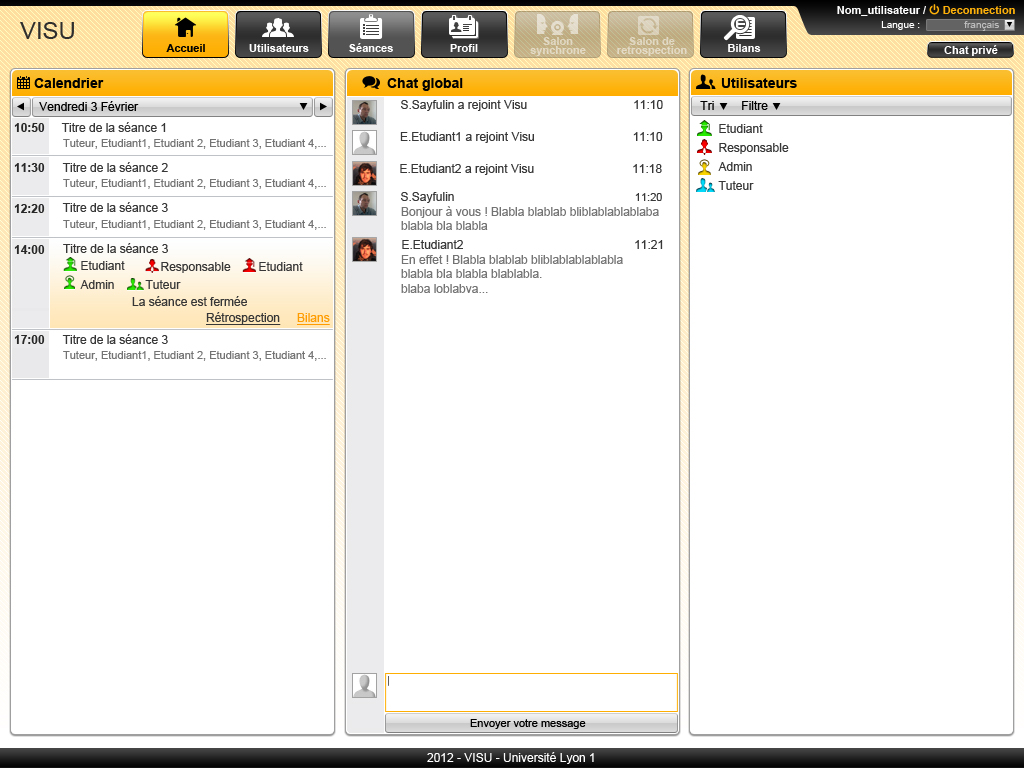 VISU
Accueil
Utilisateurs
Séances
Profil
Salon synchrone
Salon de retrospection
Bilans
Nom_utilisateur / Deconnection
Langue : français
Chat privé
Calendrier
Vendredi 3 Février
10:50 Titre de la séance 1
Tuteur, Etudiant1, Etudiant 2, Etudiant 3, Etudiant 4,...
11:30 Titre de la séance 2
Tuteur, Etudiant1, Etudiant 2, Etudiant 3, Etudiant 4,...
12:20 Titre de la séance 3
Tuteur, Etudiant1, Etudiant 2, Etudiant 3, Etudiant 4,...
14:00 Titre de la séance 3
Etudiant Responsable Etudiant
Admin Tuteur
La séance est fermée
Rétrospection Bilans
17:00 Titre de la séance 3
Tuteur, Etudiant1, Etudiant 2, Etudiant 3, Etudiant 4,...
Chat global
S.Sayfulin a rejoint Visu 11:10
E.Etudiant1 a rejoint Visu 11:10
E.Etudiant2 a rejoint Visu 11:18
S.Sayfulin 11:20
Bonjour à vous ! Blabla blablab bliblablablablaba
blabla bla blabla
E.Etudiant2 11:21
En effet ! Blabla blablab bliblablablablabla
blabla bla blabla blablabla.
blaba loblabva...
Envoyer votre message
Utilisateurs
Tri Filtre
Etudiant
Responsable
Admin
Tuteur
2012 - VISU - Université Lyon 1